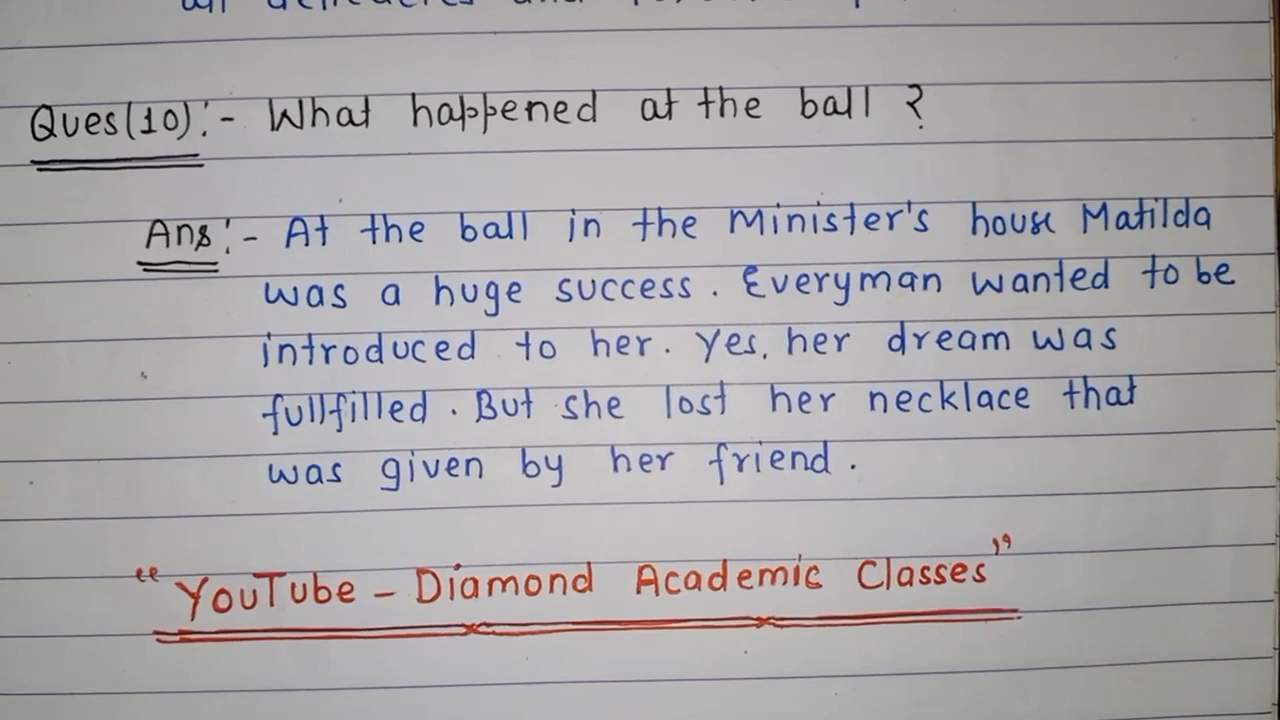 Ques(10):- What happened at the ball ?
Ans:- At the ball in the Minister's house Matilda
was a huge success. Everyman wanted to be
introduced to her. Yes, her dream was
fullfilled. But she lost her necklace that
was given by her friend.
"YouTube - Diamond Academic Classes"